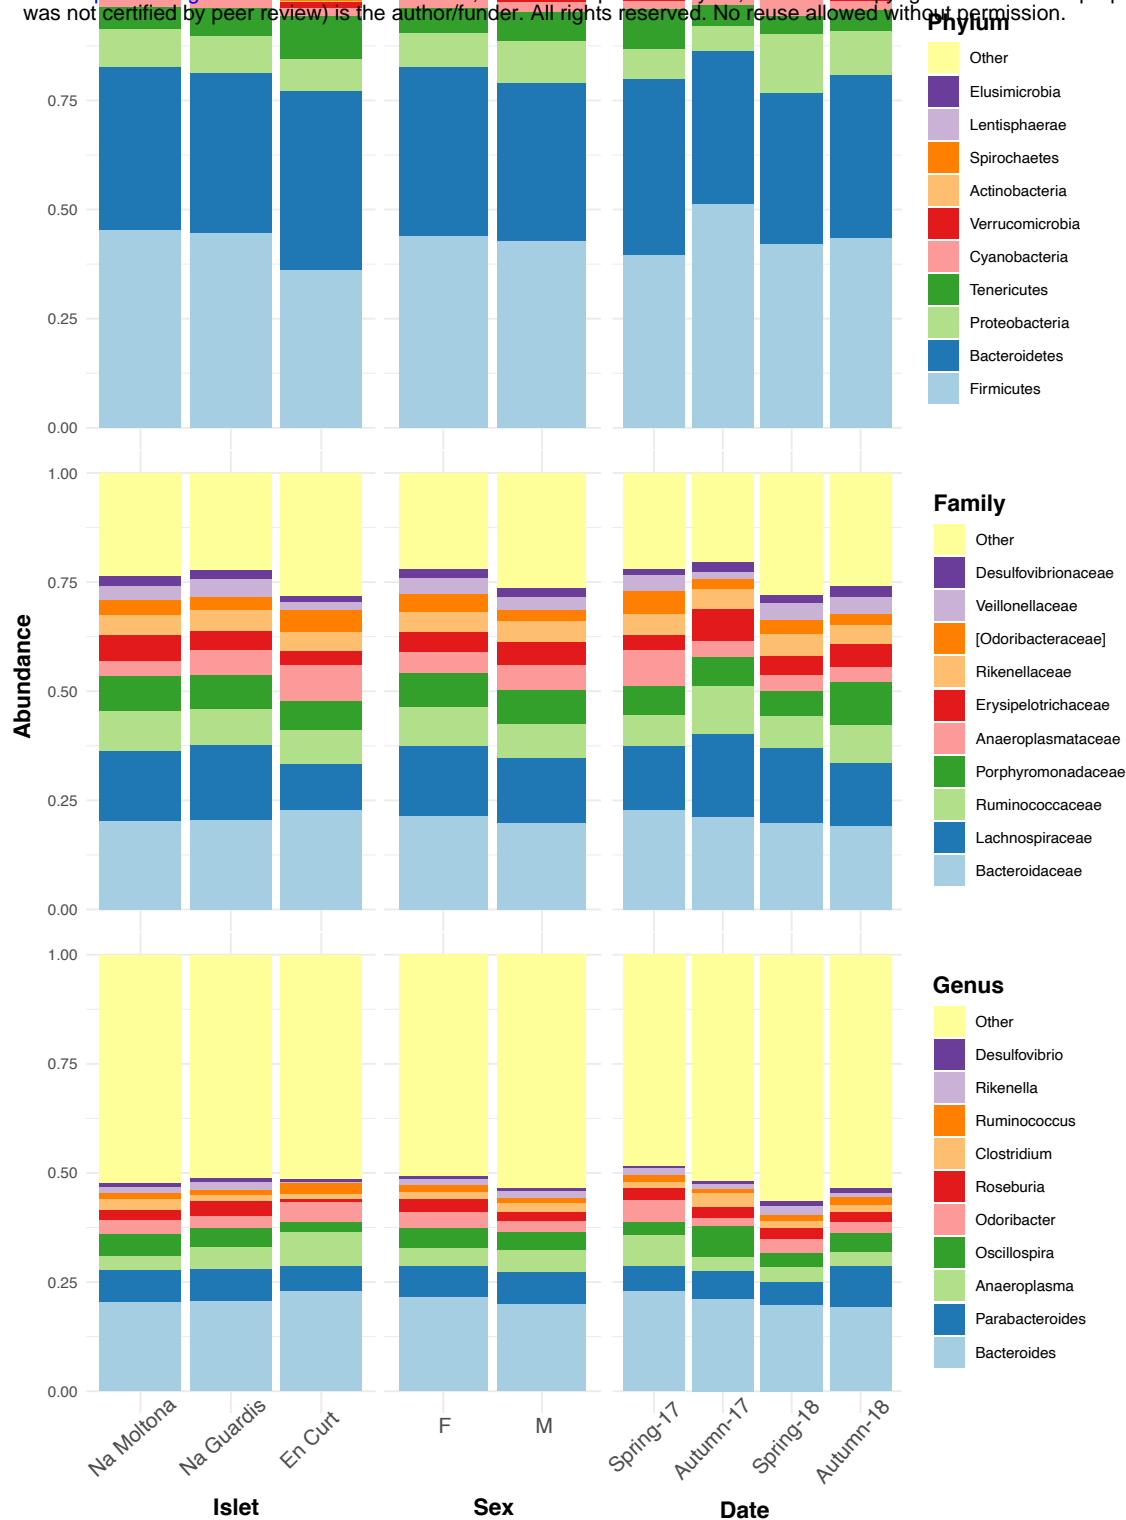 was not certified by peer review) is the author/funder. All rights reserved. No reuse allowed without permission.
Phylum
Other
Elusimicrobia
Lentisphaerae
Spirochaetes
Actinobacteria
Verrucomicrobia
Cyanobacteria
Tenericutes
Proteobacteria
Bacteroidetes
Firmicutes
0.75
0.50
0.25
0.00
Abundance
1.00
0.75
0.50
0.25
0.00
Family
Other
Desulfovibrionaceae
Veillonellaceae
[Odoribacteraceae]
Rikenellaceae
Erysipelotrichaceae
Anaeroplasmataceae
Porphyromonadaceae
Ruminococcaceae
Lachnospiraceae
Bacteroidaceae
1.00
0.75
0.50
0.25
0.00
Genus
Other
Desulfovibrio
Rikenella
Ruminococcus
Clostridium
Roseburia
Odoribacter
Oscillospira
Anaeroplasma
Parabacteroides
Bacteroides
Na Moltona
Na Guardis
En Curt
F
M
Spring-17
Autumn-17
Spring-18
Autumn-18
Islet
Sex
Date